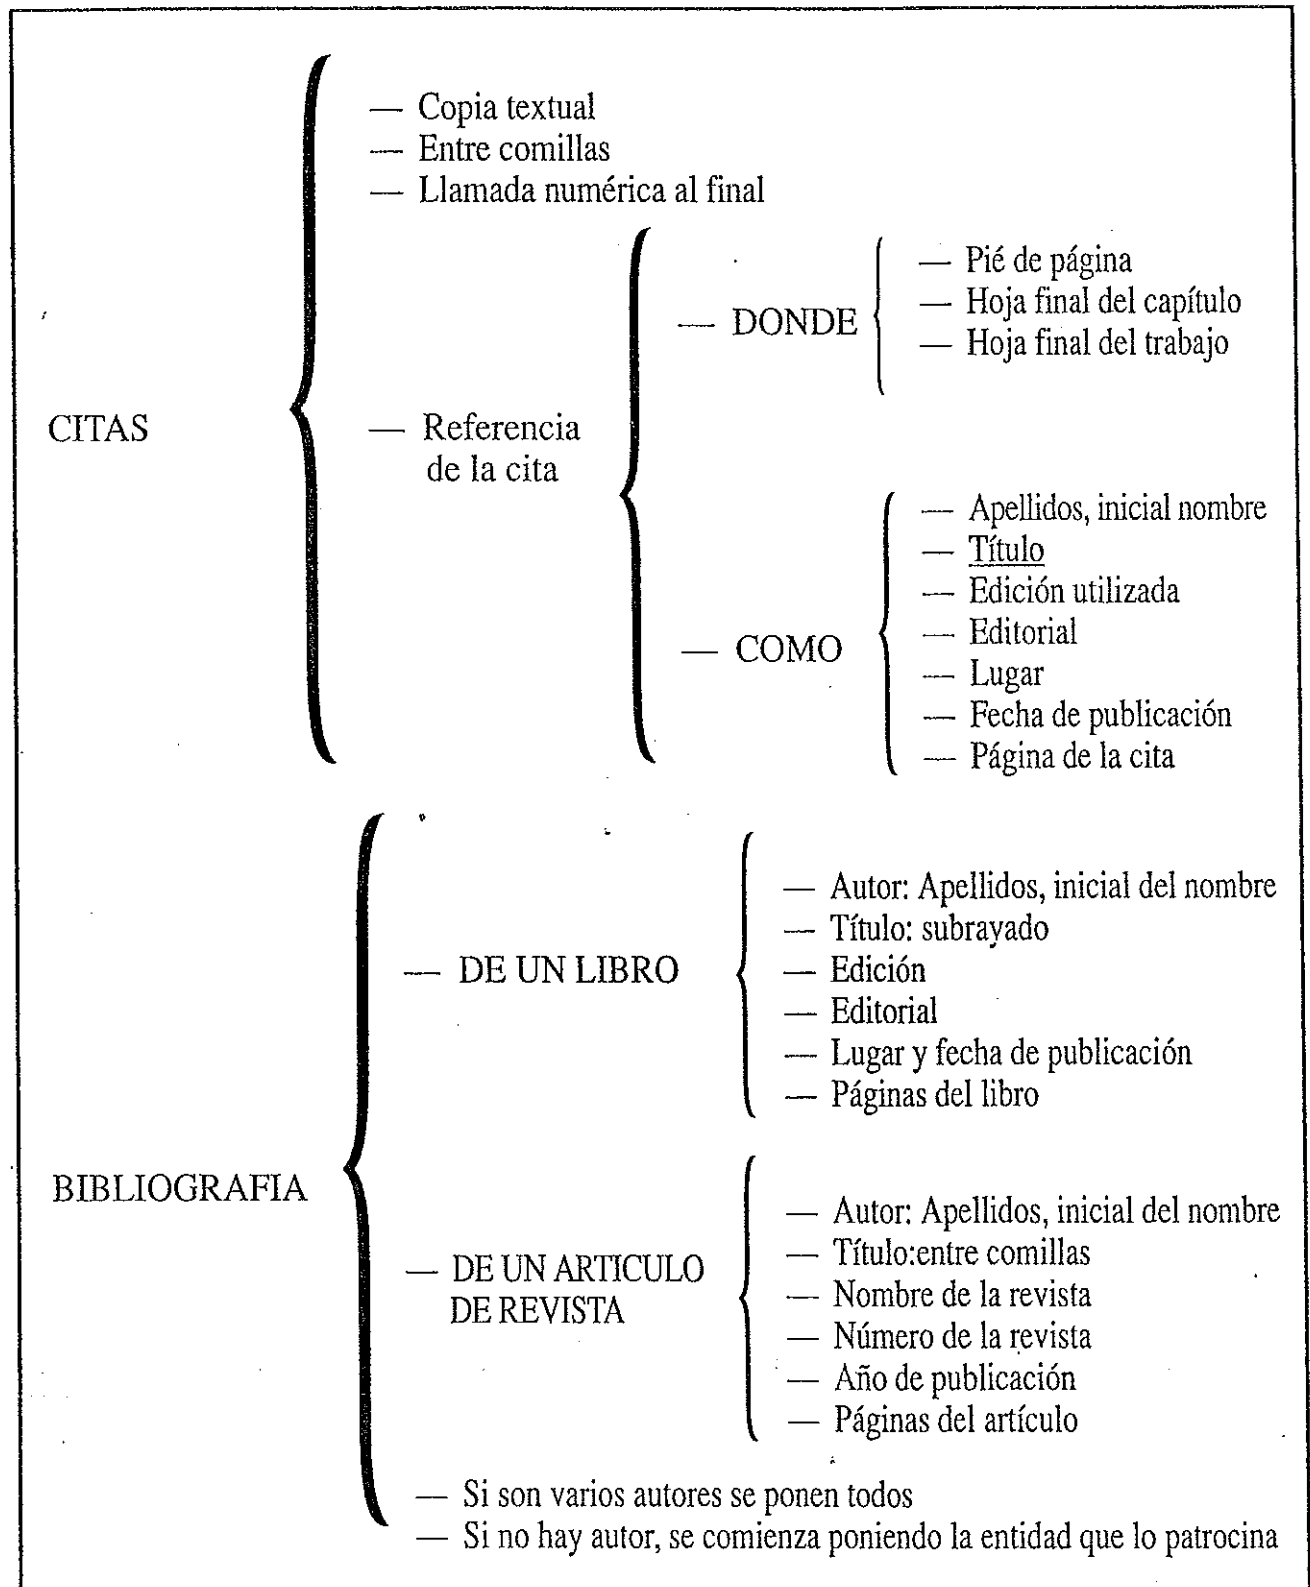 — Copia textual
— Entre comillas
— Llamada numérica al final
CITAS
— Referencia
de la cita
— DONDE
— Pié de página
— Hoja final del capítulo
— Hoja final del trabajo
— COMO
— Apellidos, inicial nombre
— Título
— Edición utilizada
— Editorial
— Lugar
— Fecha de publicación
— Página de la cita
BIBLIOGRAFIA
— DE UN LIBRO
— Autor: Apellidos, inicial del nombre
— Título: subrayado
— Edición
— Editorial
— Lugar y fecha de publicación
— Páginas del libro
— DE UN ARTICULO
DE REVISTA
— Autor: Apellidos, inicial del nombre
— Título:entre comillas
— Nombre de la revista
— Número de la revista
— Año de publicación
— Páginas del artículo
— Si son varios autores se ponen todos
— Si no hay autor, se comienza poniendo la entidad que lo patrocina